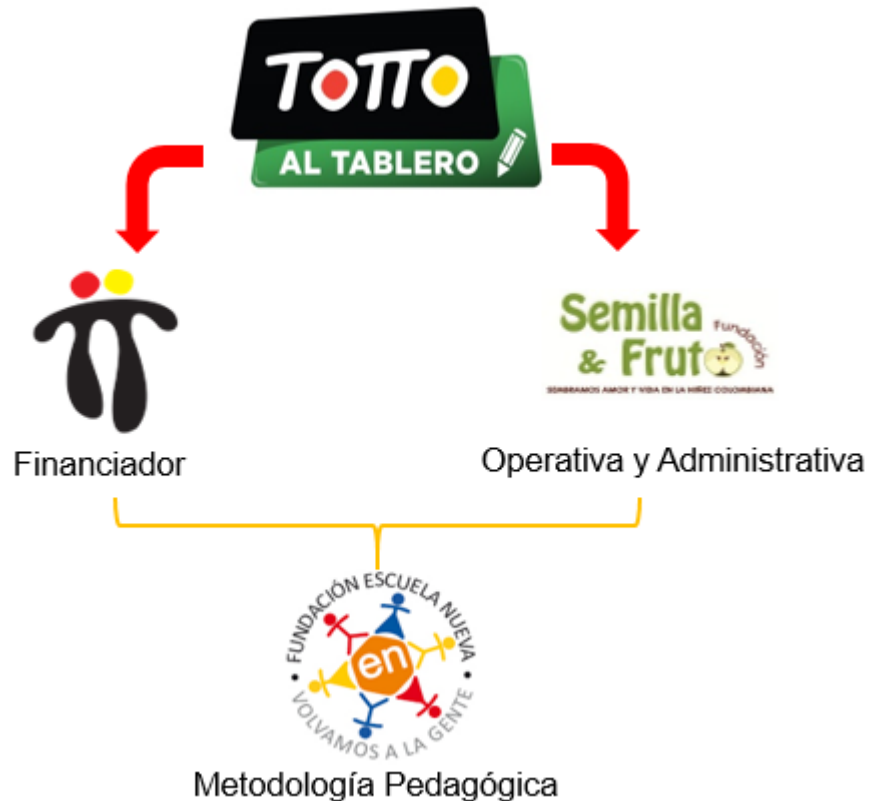 TOTTO
AL TABLERO
Semilla
& Fruto
Fundación
SEMBRAMOS AMOR Y VIDA EN LA NIÑEZ COLOMBIANA
Financiador
Operativa y Administrativa
FUNDACIÓN ESCUELA NUEVA
en
VOLVAMOS A LA GENTE
Metodología Pedagógica